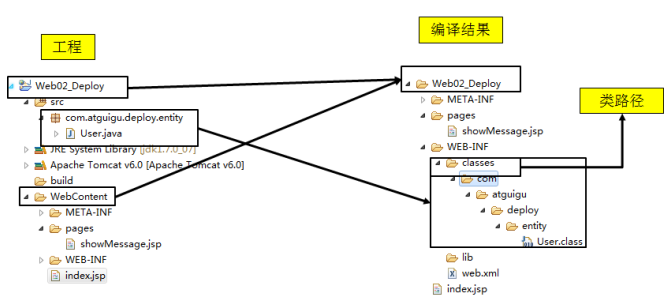 工程
Web02_Deploy
src
com.atguigu.deploy.entity
User.java
JRE System Library [jdk1.7.0_07]
Apache Tomcat v6.0 [Apache Tomcat v6.0]
build
WebContent
META-INF
pages
showMessage.jsp
WEB-INF
index.jsp
编译结果
Web02_Deploy
META-INF
pages
showMessage.jsp
WEB-INF
classes
com
atguigu
deploy
entity
User.class
lib
web.xml
index.jsp
类路径